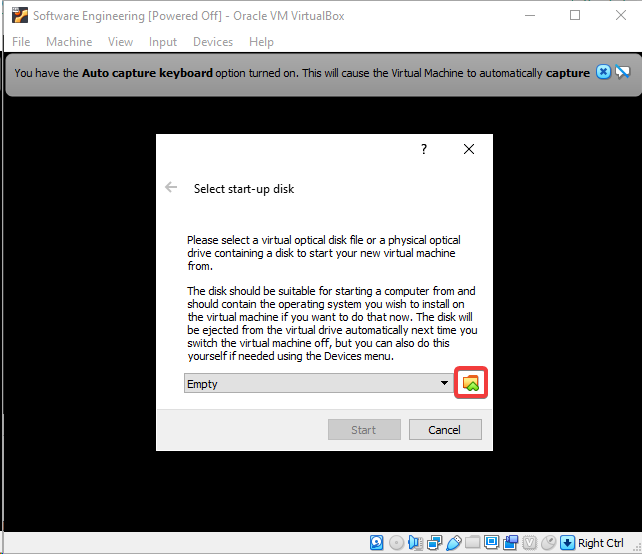 Software Engineering [Powered Off] - Oracle VM VirtualBox
File Machine View Input Devices Help
You have the Auto capture keyboard option turned on. This will cause the Virtual Machine to automatically capture
?
Select start-up disk
Please select a virtual optical disk file or a physical optical
drive containing a disk to start your new virtual machine
from.
The disk should be suitable for starting a computer from and
should contain the operating system you wish to install on
the virtual machine if you want to do that now. The disk will
be ejected from the virtual drive automatically next time you
switch the virtual machine off, but you can also do this
yourself if needed using the Devices menu.
Empty
Start Cancel
Right Ctrl